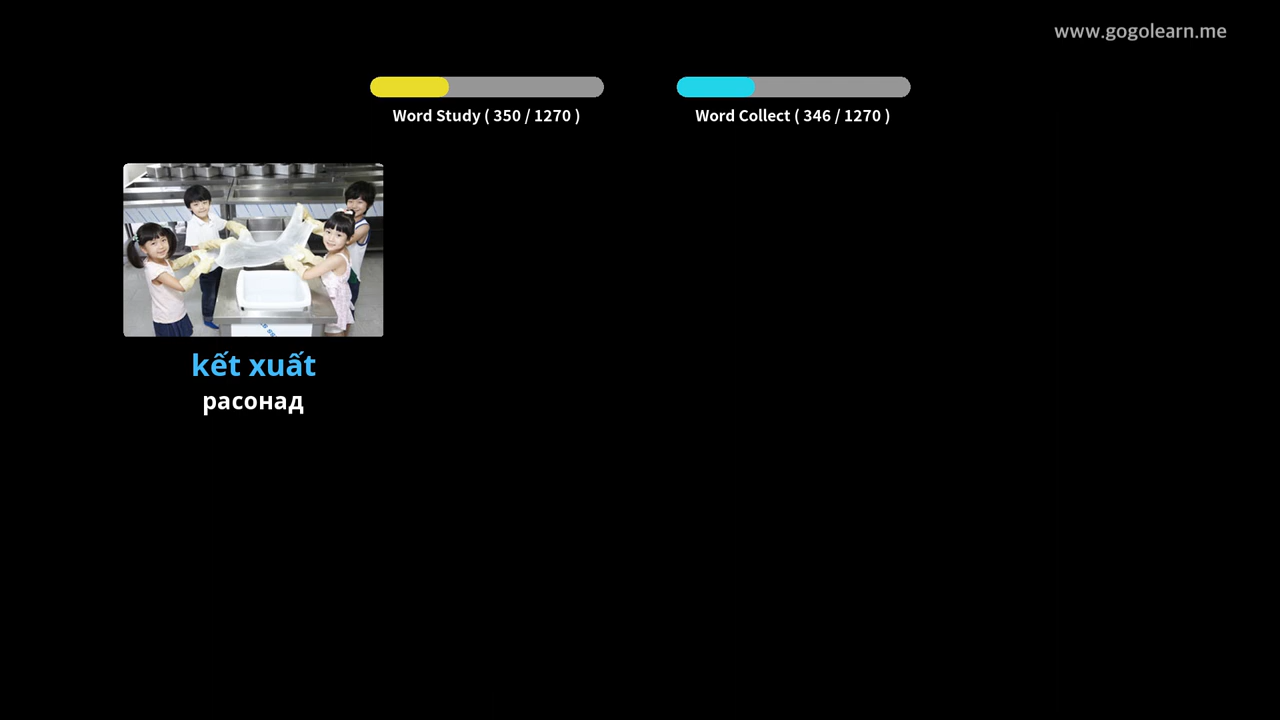 www.gogolearn.me
Word Study ( 350 / 1270 )
Word Collect ( 346 / 1270 )
kết xuất
расонад